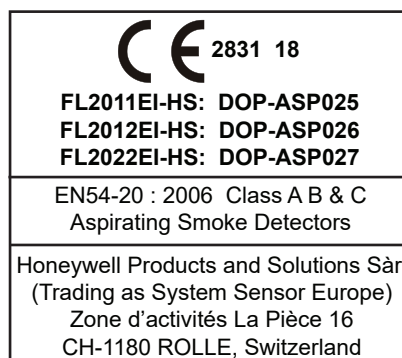 CE 2831 18
FL2011EI-HS: DOP-ASP025
FL2012EI-HS: DOP-ASP026
FL2022EI-HS: DOP-ASP027
EN54-20 : 2006 Class A B & C
Aspirating Smoke Detectors
Honeywell Products and Solutions Sàr
(Trading as System Sensor Europe)
Zone d’activités La Pièce 16
CH-1180 ROLLE, Switzerland